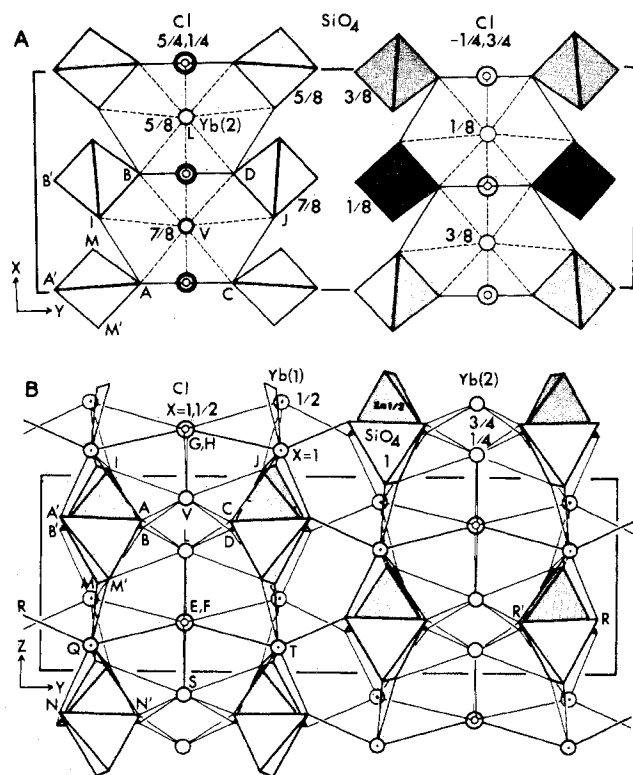 A
Cl
5/4,1/4
SiO4
Cl
-1/4,3/4
5/8
Yb(2)
L
5/8
3/8
1/8
B'
B
D
I
M
7/8
V
J
7/8
1/8
3/8
A'
A
C
M'
X
Y
B
Cl
X=1,1/2
G,H
Yb(1)
1/2
Zn1/2
SiO4
1
Yb(2)
3/4
1/4
I
J
X=1
A'
B'
A
B
V
C
D
L
M
M'
R
E,F
R'
R
Q
T
Z
Y
S
N
N'